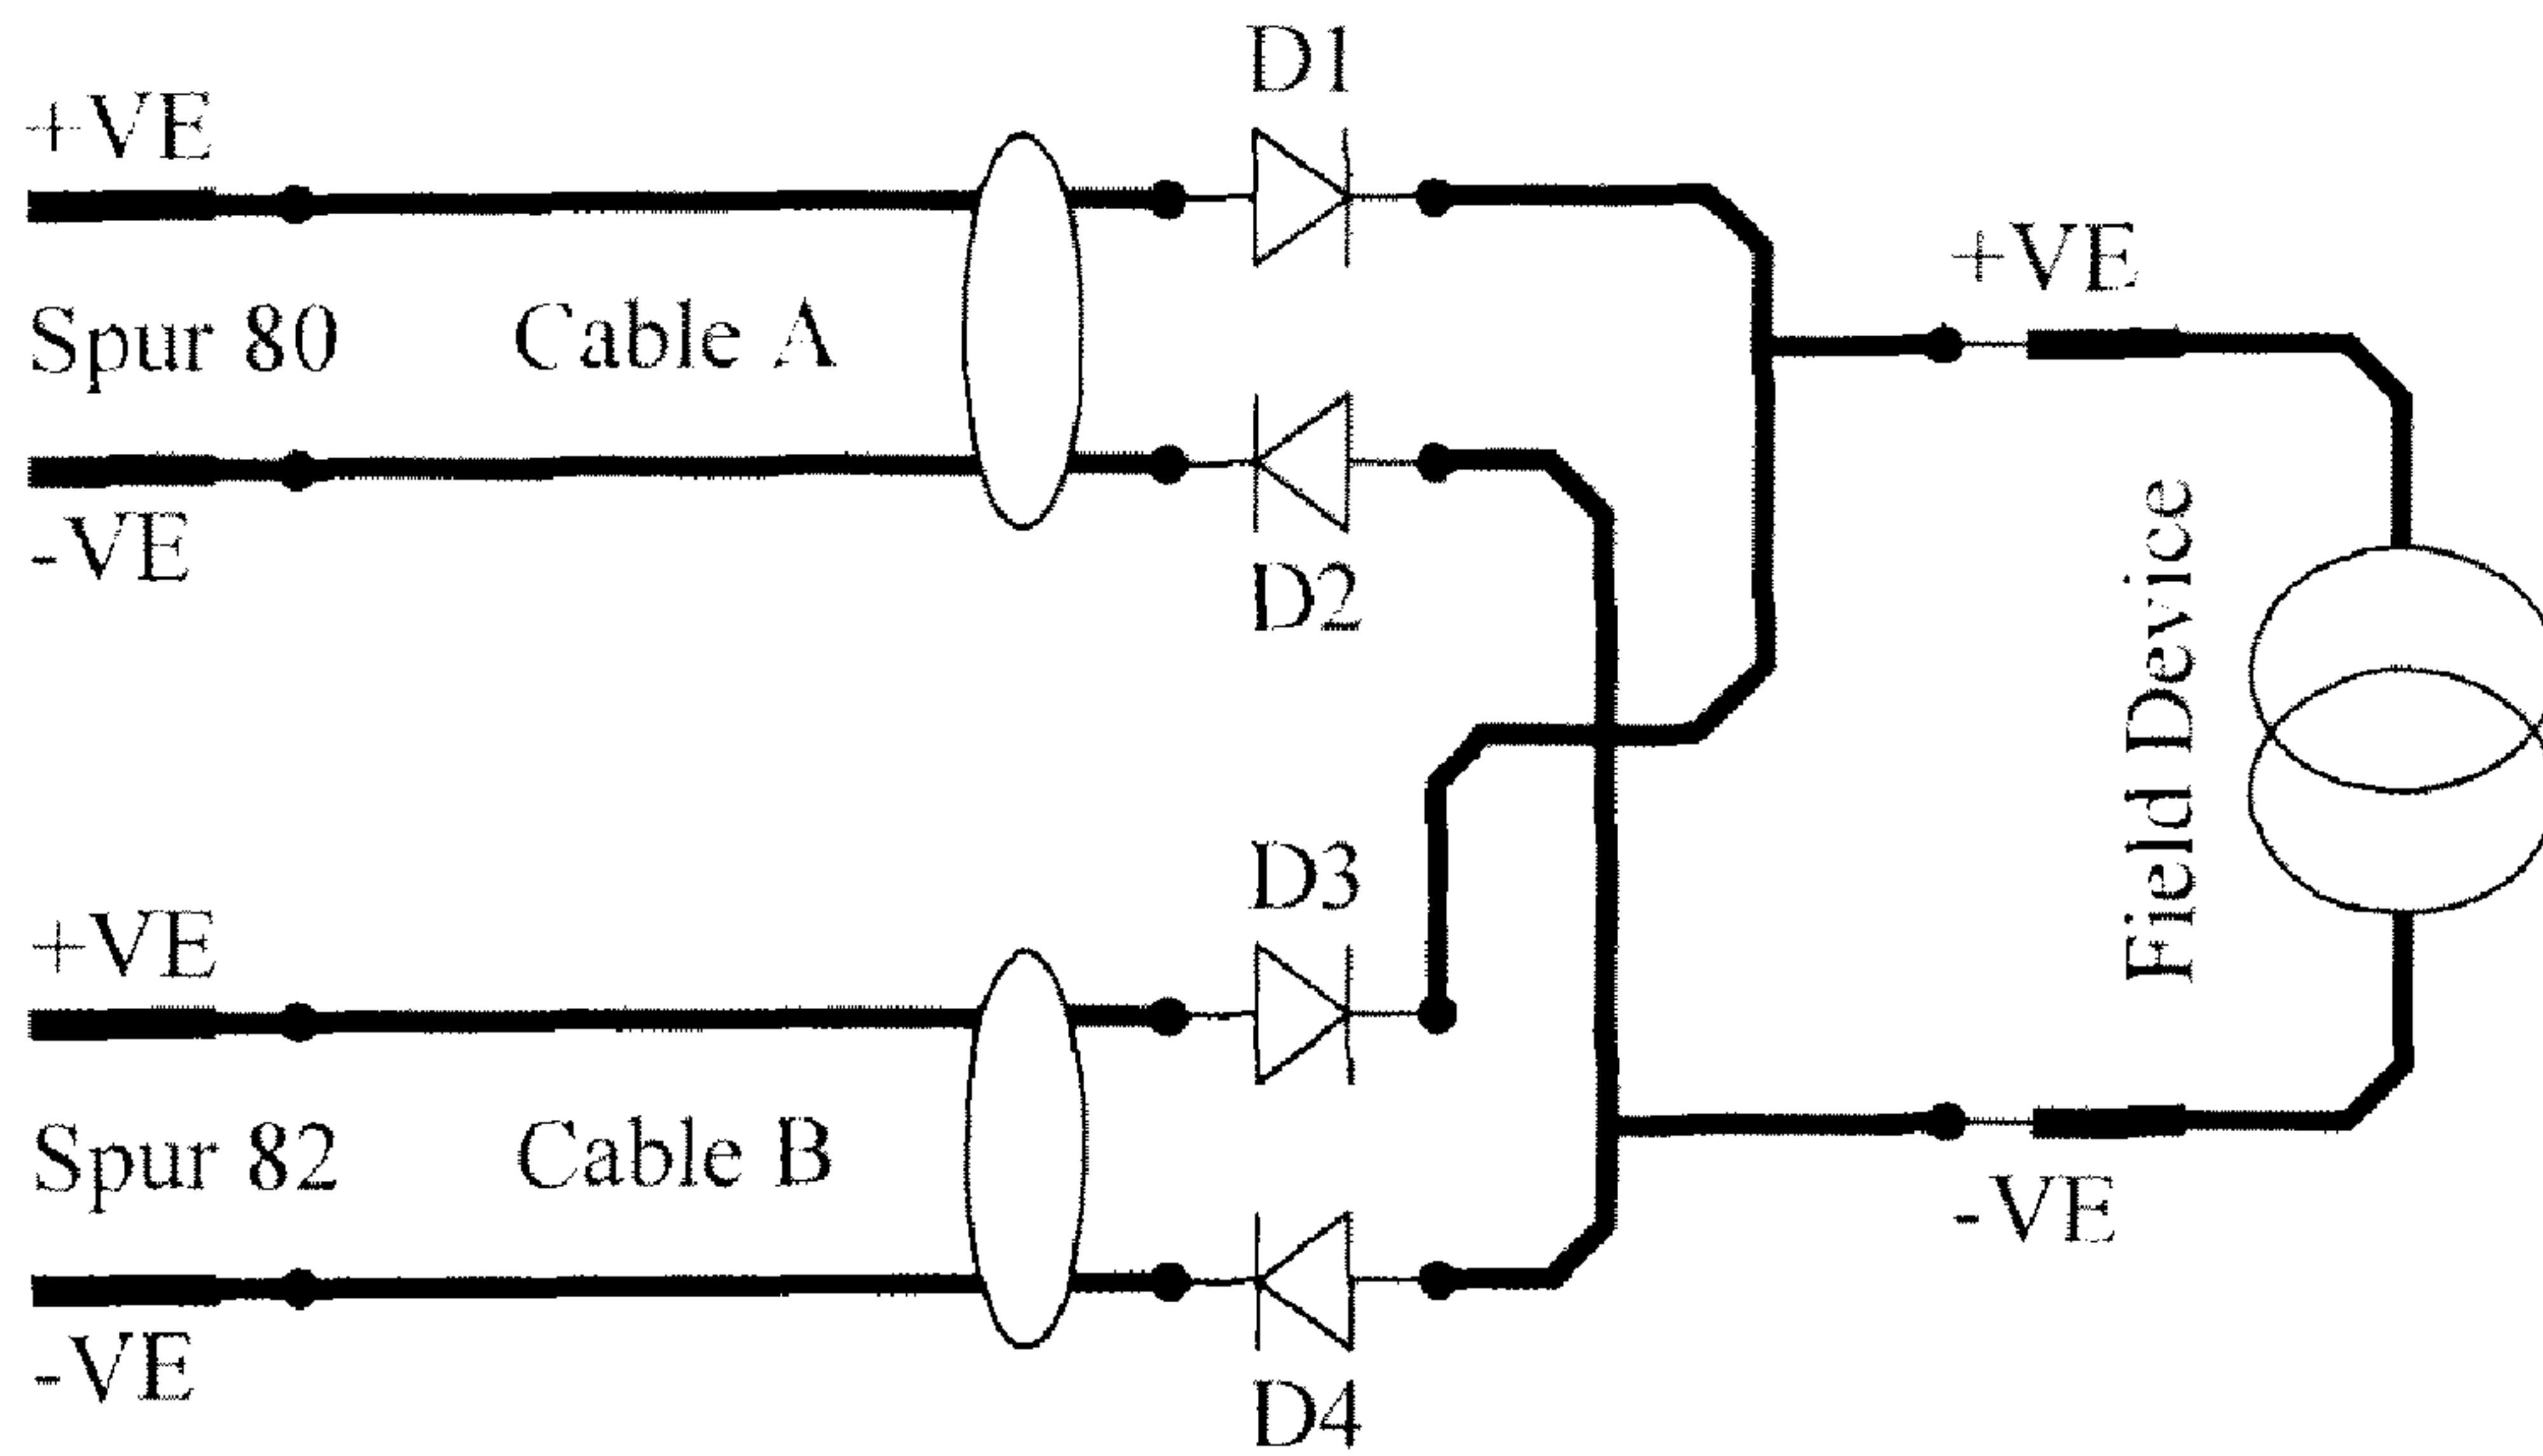 D1
+VE
+VE
Spur 80
Cable A
-VE
D2
Field Device
D3
+VE
Spur 82
Cable B
-VE
-VE
D4